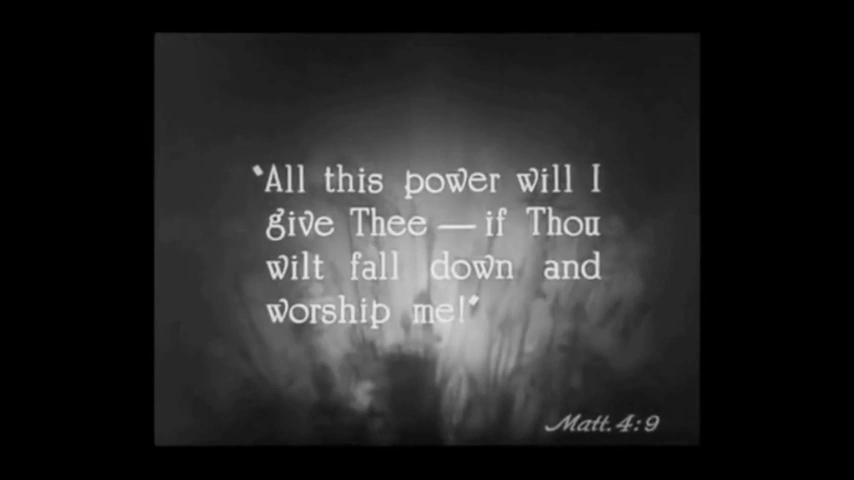 "All this power will I
give Thee — if Thou
wilt fall down and
worship me!"
Matt. 4:9